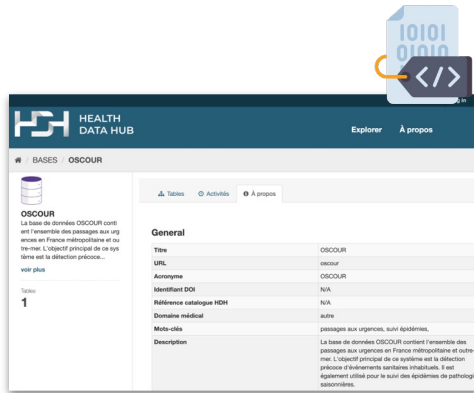 10101
01010
</>
HEALTH
DATA HUB
Explorer À propos
/ BASES / OSCOUR
OSCOUR
La base de données OSCOUR conti
ent l'ensemble des passages aux urg
ences en France métropolitaine et ou
tre-mer. L'objectif principal de ce sys
tème est la détection précoce...
voir plus
Tables
1
Tables Activités À propos
General
Titre OSCOUR
URL oscour
Acronyme OSCOUR
Identifiant DOI N/A
Référence catalogue HDH N/A
Domaine médical autre
Mots-clés passages aux urgences, suivi épidémies,
Description La base de données OSCOUR contient l'ensemble des
passages aux urgences en France métropolitaine et outre-
mer. L'objectif principal de ce système est la détection
précoce d'événements sanitaires inhabituels. Il est
également utilisé pour le suivi des épidémies de pathologi
saisonnières.